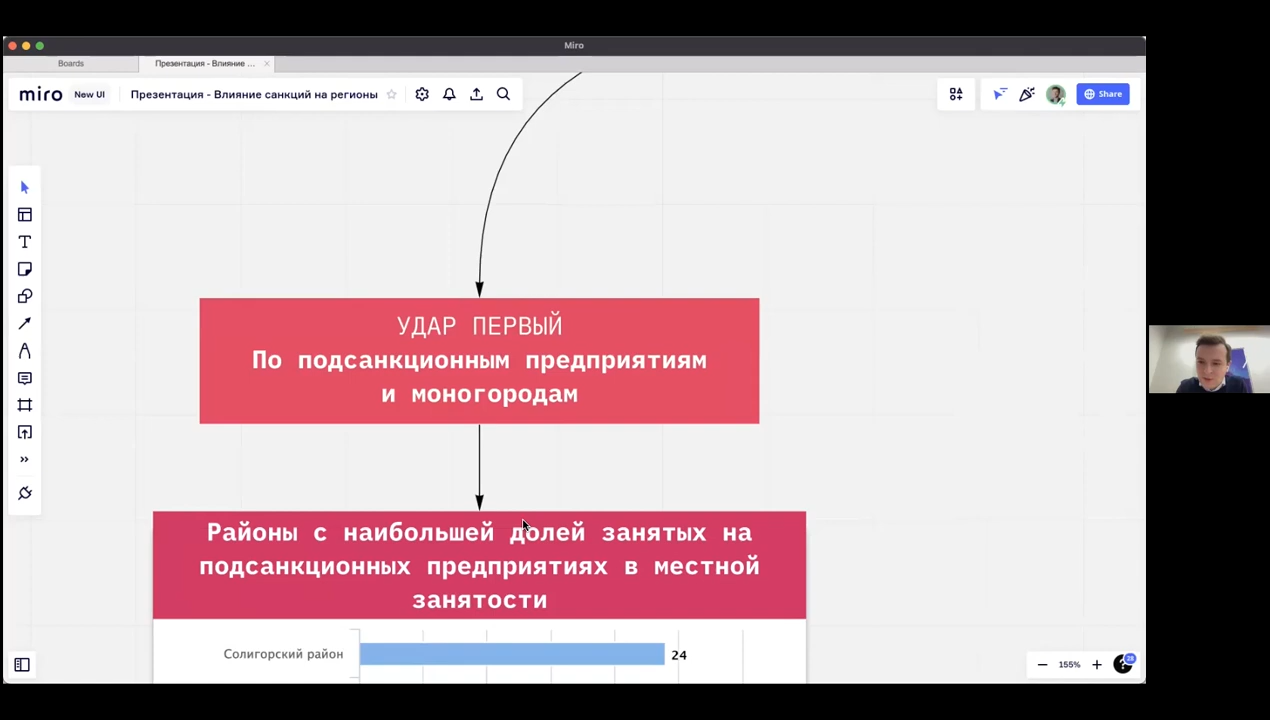 Miro
Boards
Презентация - Влияние ...
miro
New UI
Презентация - Влияние санкций на регионы
Share
УДАР ПЕРВЫЙ
По подсанкционным предприятиям
и моногородам
Районы с наибольшей долей занятых на
подсанкционных предприятиях в местной
занятости
Солигорский район
24
155%